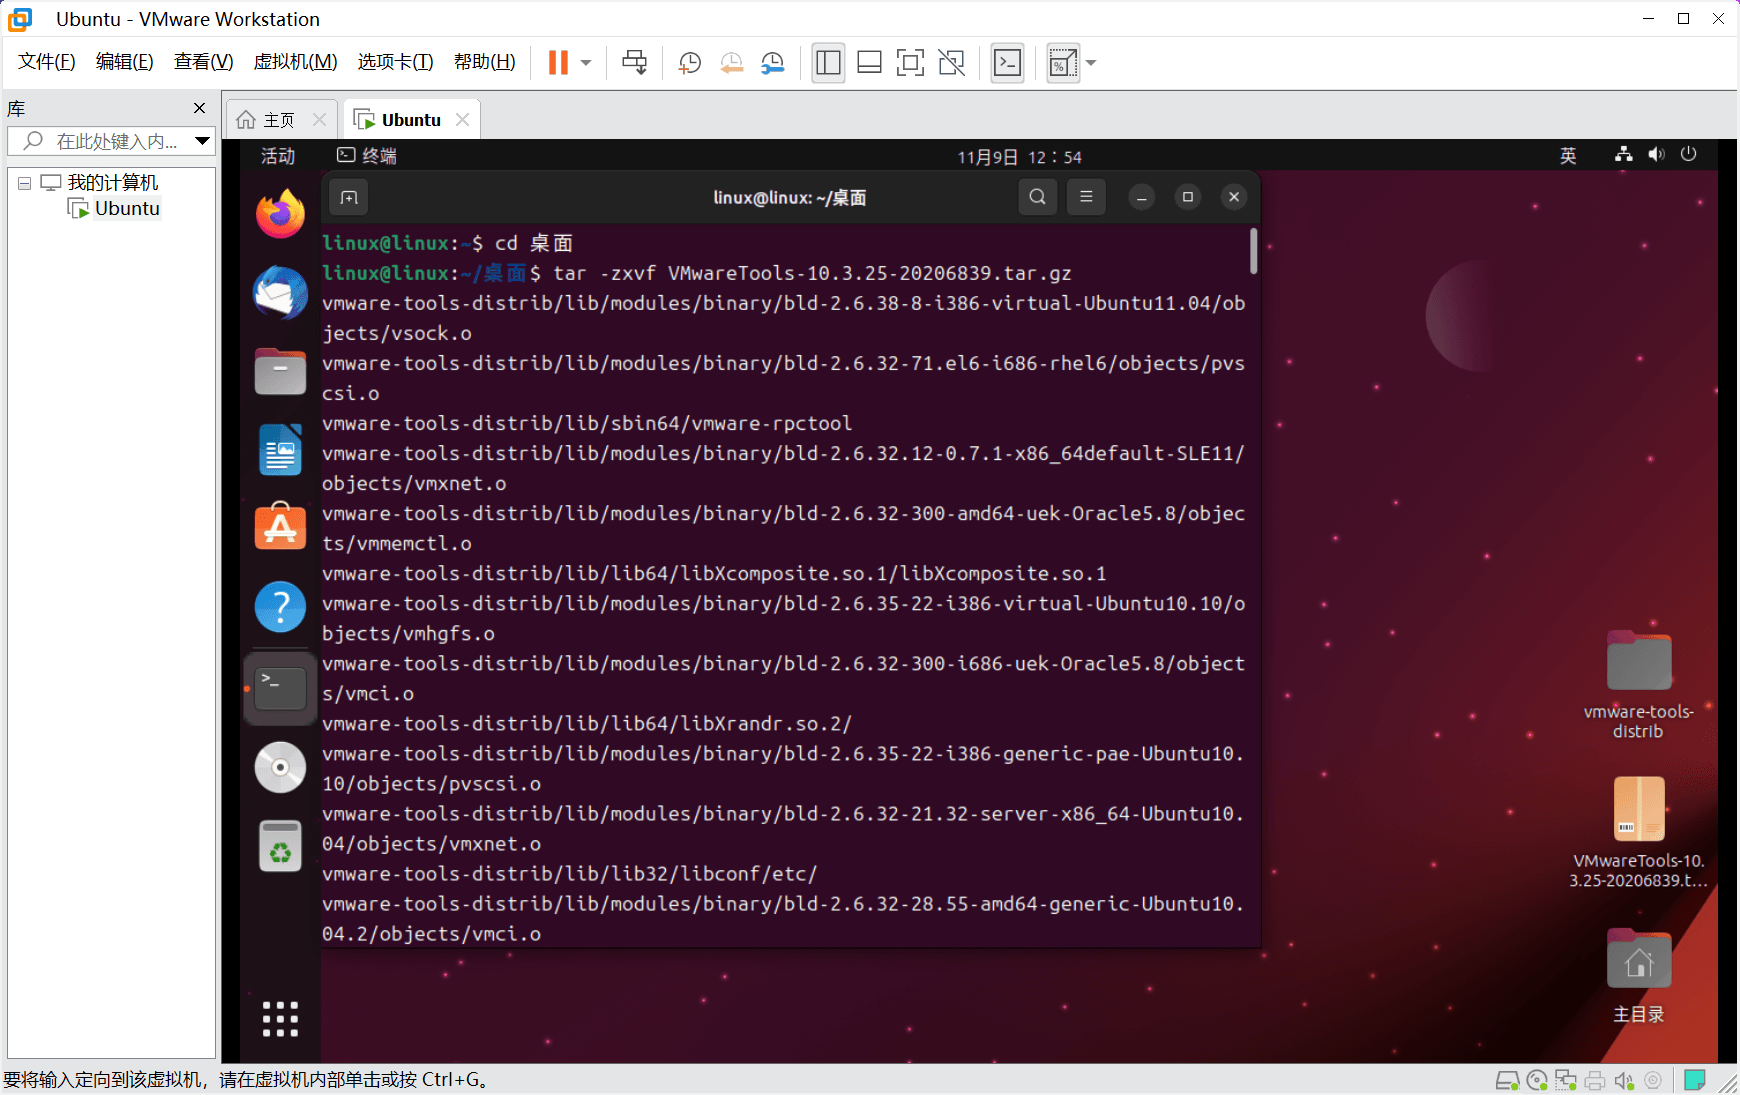 Ubuntu - VMware Workstation
文件(F) 编辑(E) 查看(V) 虚拟机(M) 选项卡(T) 帮助(H)
库
主页
Ubuntu
在此处键入内...
我的计算机
Ubuntu
活动 终端 11月9日 12：54 英
linux@linux: ~/桌面
linux@linux:~$ cd 桌面
linux@linux:~/桌面$ tar -zxvf VMwareTools-10.3.25-20206839.tar.gz
vmware-tools-distrib/lib/modules/binary/bld-2.6.38-8-i386-virtual-Ubuntu11.04/ob
jects/vsock.o
vmware-tools-distrib/lib/modules/binary/bld-2.6.32-71.el6-i686-rhel6/objects/pvs
csi.o
vmware-tools-distrib/lib/sbin64/vmware-rpctool
vmware-tools-distrib/lib/modules/binary/bld-2.6.32.12-0.7.1-x86_64default-SLE11/
objects/vmxnet.o
vmware-tools-distrib/lib/modules/binary/bld-2.6.32-300-amd64-uek-Oracle5.8/objec
ts/vmmemctl.o
vmware-tools-distrib/lib/lib64/libXcomposite.so.1/libXcomposite.so.1
vmware-tools-distrib/lib/modules/binary/bld-2.6.35-22-i386-virtual-Ubuntu10.10/o
bjects/vmhgfs.o
vmware-tools-distrib/lib/modules/binary/bld-2.6.32-300-i686-uek-Oracle5.8/object
s/vmci.o
vmware-tools-distrib/lib/lib64/libXrandr.so.2/
vmware-tools-distrib/lib/modules/binary/bld-2.6.35-22-i386-generic-pae-Ubuntu10.
10/objects/pvscsi.o
vmware-tools-distrib/lib/modules/binary/bld-2.6.32-21.32-server-x86_64-Ubuntu10.
04/objects/vmxnet.o
vmware-tools-distrib/lib/lib32/libconf/etc/
vmware-tools-distrib/lib/modules/binary/bld-2.6.32-28.55-amd64-generic-Ubuntu10.
04.2/objects/vmci.o
vmware-tools-
distrib
VMwareTools-10.
3.25-20206839.t...
主目录
要将输入定向到该虚拟机，请在虚拟机内部单击或按 Ctrl+G。